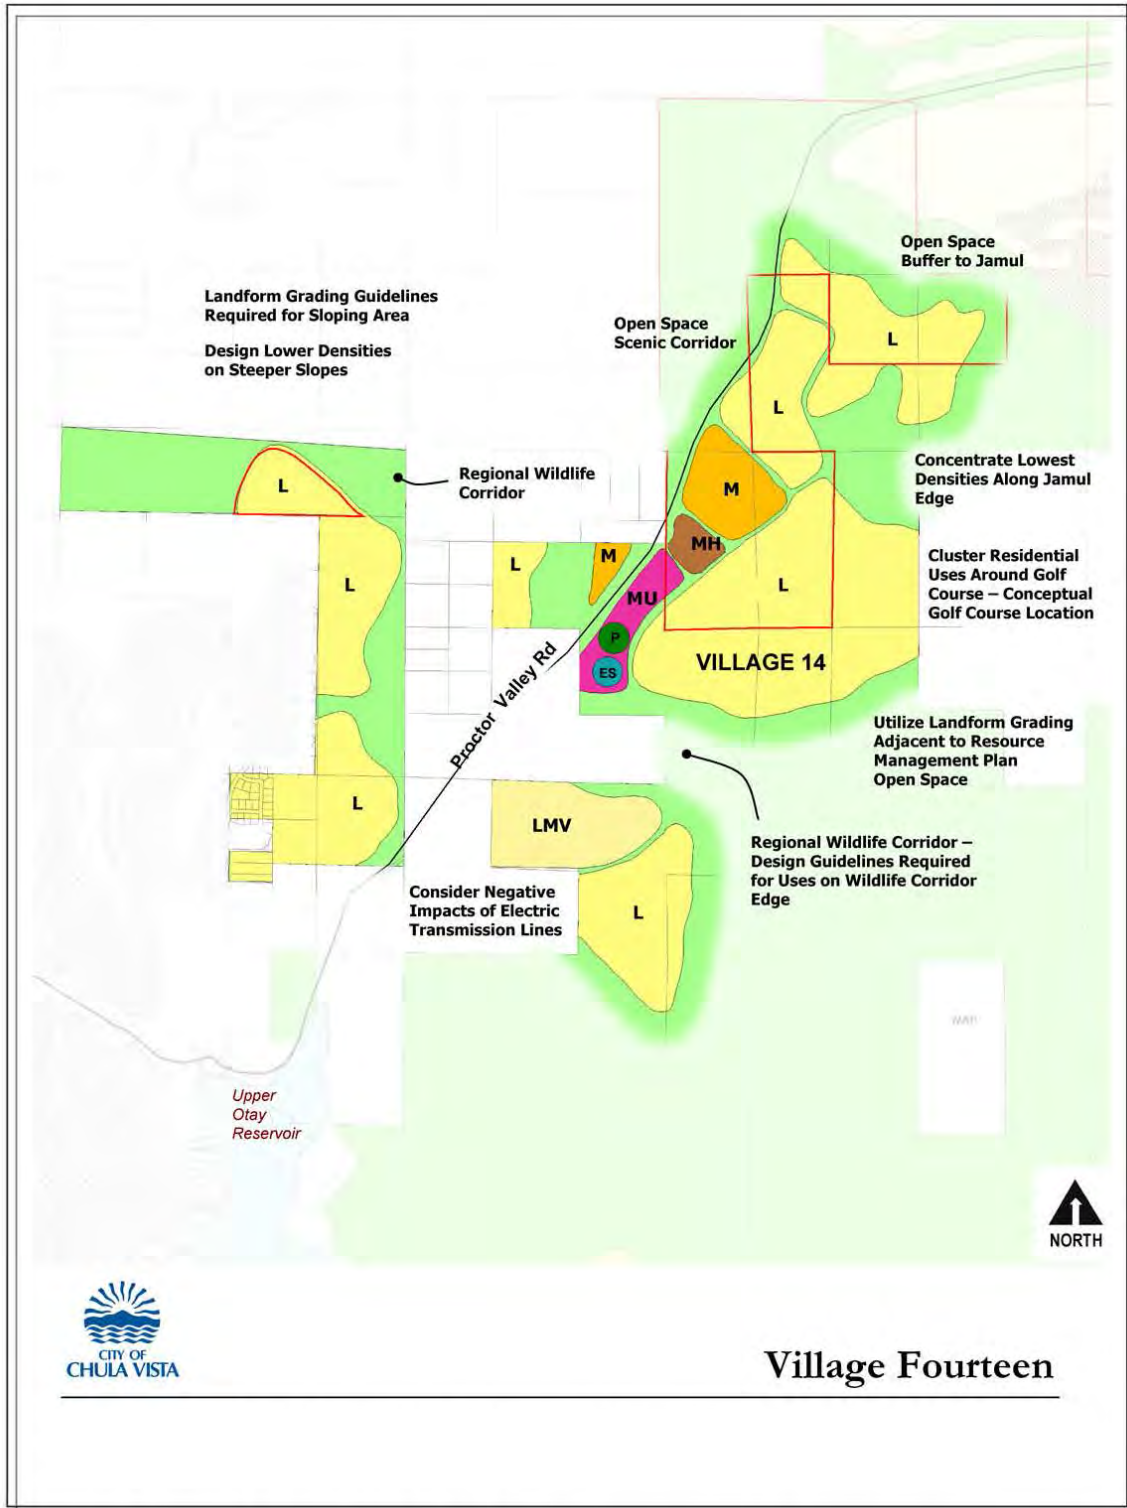 Open Space
Buffer to Jamul
Landform Grading Guidelines
Required for Sloping Area
Design Lower Densities
on Steeper Slopes
Open Space
Scenic Corridor
L
L
Regional Wildlife
Corridor
L
M
Concentrate Lowest
Densities Along Jamul
Edge
MH
M
L
L
L
Cluster Residential
Uses Around Golf
Course – Conceptual
Golf Course Location
MU
P
ES
VILLAGE 14
Proctor Valley Rd
Utilize Landform Grading
Adjacent to Resource
Management Plan
Open Space
L
LMV
Regional Wildlife Corridor –
Design Guidelines Required
for Uses on Wildlife Corridor
Edge
Consider Negative
Impacts of Electric
Transmission Lines
L
Upper
Otay
Reservoir
NORTH
CITY OF
CHULA VISTA
Village Fourteen